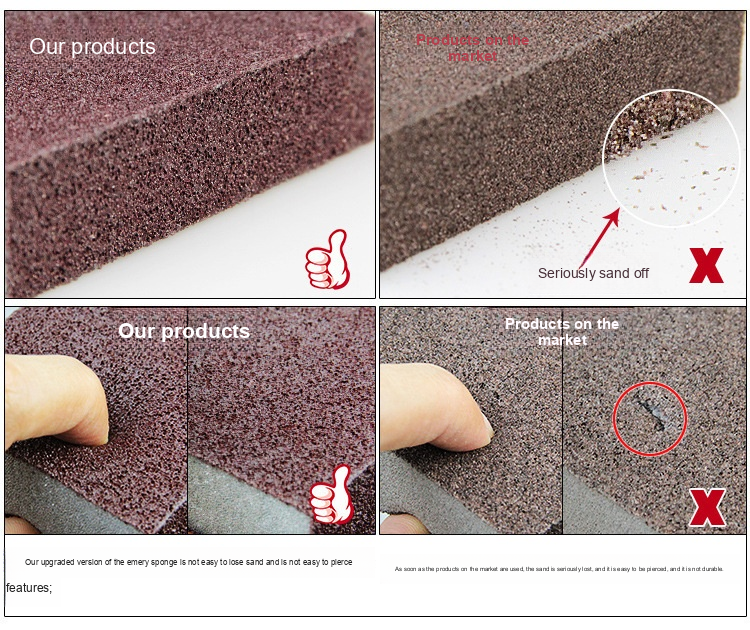 Our products
Products on the
market
Seriously sand off
Our products
Products on the
market
Our upgraded version of the emery sponge is not easy to lose sand and is not easy to pierce
As soon as the products on the market are used, the sand is seriously lost, and it is easy to be pierced, and it is not durable.
features;